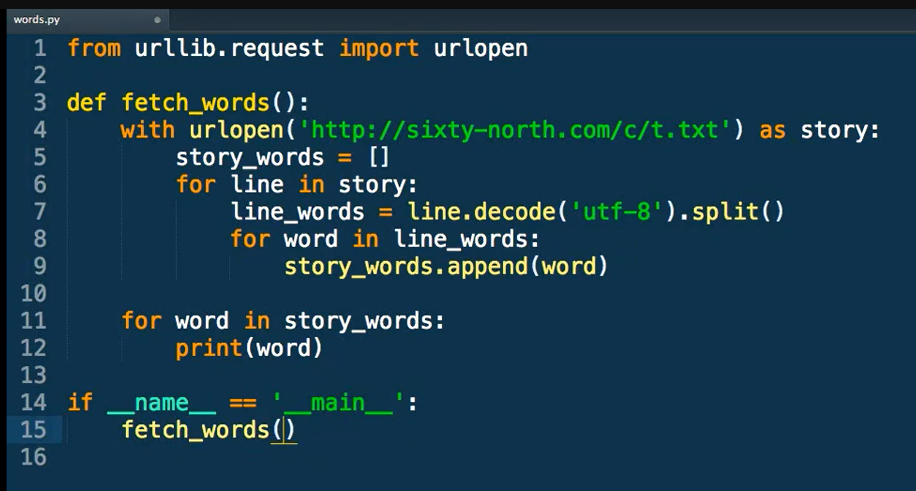 words.py
1 from urllib.request import urlopen
2
3 def fetch_words():
4     with urlopen('http://sixty-north.com/c/t.txt') as story:
5         story_words = []
6         for line in story:
7             line_words = line.decode('utf-8').split()
8             for word in line_words:
9                 story_words.append(word)
10
11     for word in story_words:
12         print(word)
13
14 if __name__ == '__main__':
15     fetch_words()
16